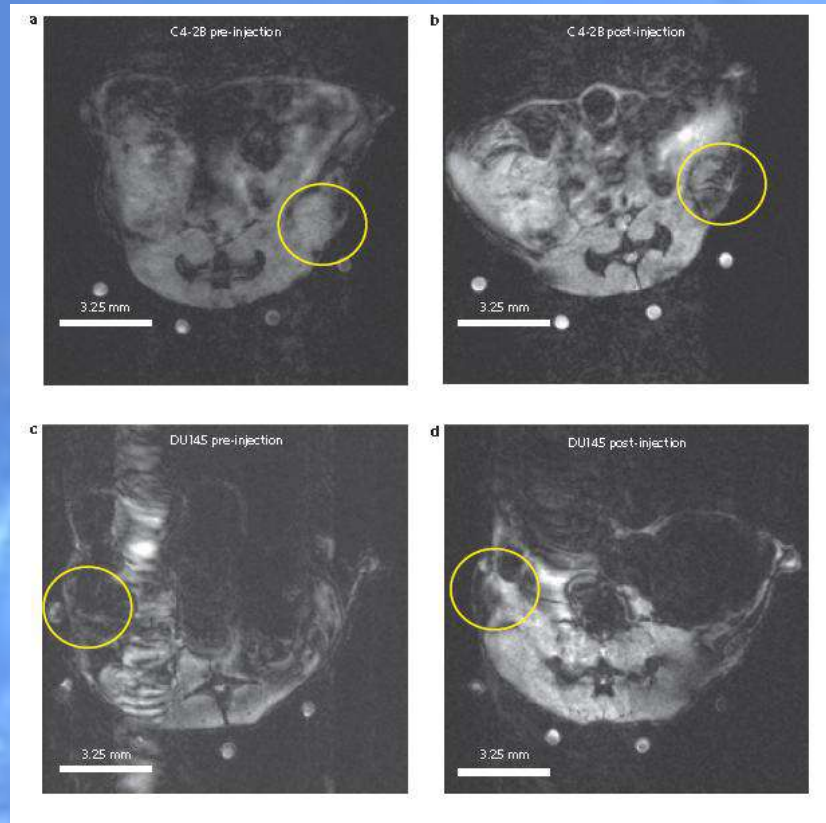 a
C4-2B pre-injection
3.25 mm
b
C4-2B post-injection
3.25 mm
c
DU145 pre-injection
3.25 mm
d
DU145 post-injection
3.25 mm